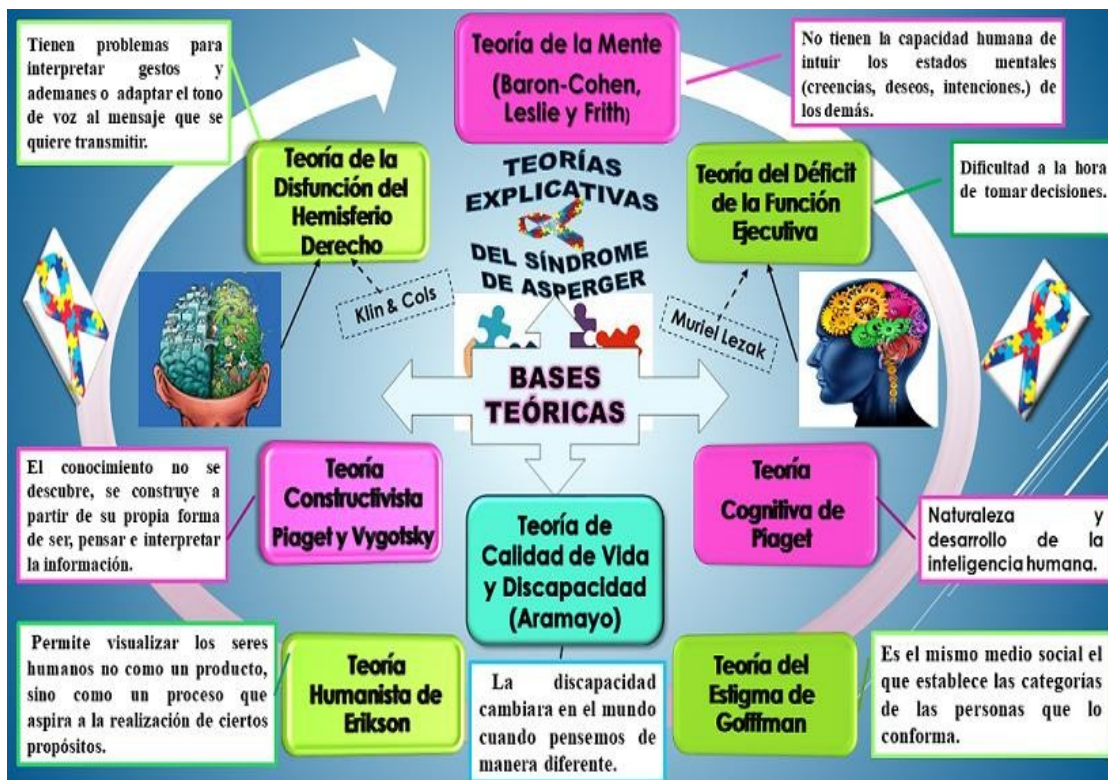 Tienen problemas para
interpretar gestos y
ademanes o adaptar el tono
de voz al mensaje que se
quiere transmitir.
Teoría de la Mente
(Baron-Cohen,
Leslie y Frith)
No tienen la capacidad humana de
intuir los estados mentales
(creencias, deseos, intenciones.) de
los demás.
Teoría de la
Disfunción del
Hemisferio
Derecho
TEORÍAS
EXPLICATIVAS
DEL SÍNDROME
DE ASPERGER
Teoría del Déficit
de la Función
Ejecutiva
Dificultad a la hora
de tomar decisiones.
Klin & Cols
Muriel Lezak
BASES
TEÓRICAS
El conocimiento no se
descubre, se construye a
partir de su propia forma
de ser, pensar e interpretar
la información.
Teoría
Constructivista
Piaget y Vygotsky
Teoría de
Calidad de Vida
y Discapacidad
(Aramayo)
Teoría
Cognitiva de
Piaget
Naturaleza y
desarrollo de la
inteligencia humana.
Permite visualizar los seres
humanos no como un producto,
sino como un proceso que
aspira a la realización de ciertos
propósitos.
Teoría
Humanista de
Erikson
La discapacidad
cambiara en el mundo
cuando pensemos de
manera diferente.
Teoría del
Estigma de
Goffman
Es el mismo medio social el
que establece las categorías
de las personas que lo
conforma.